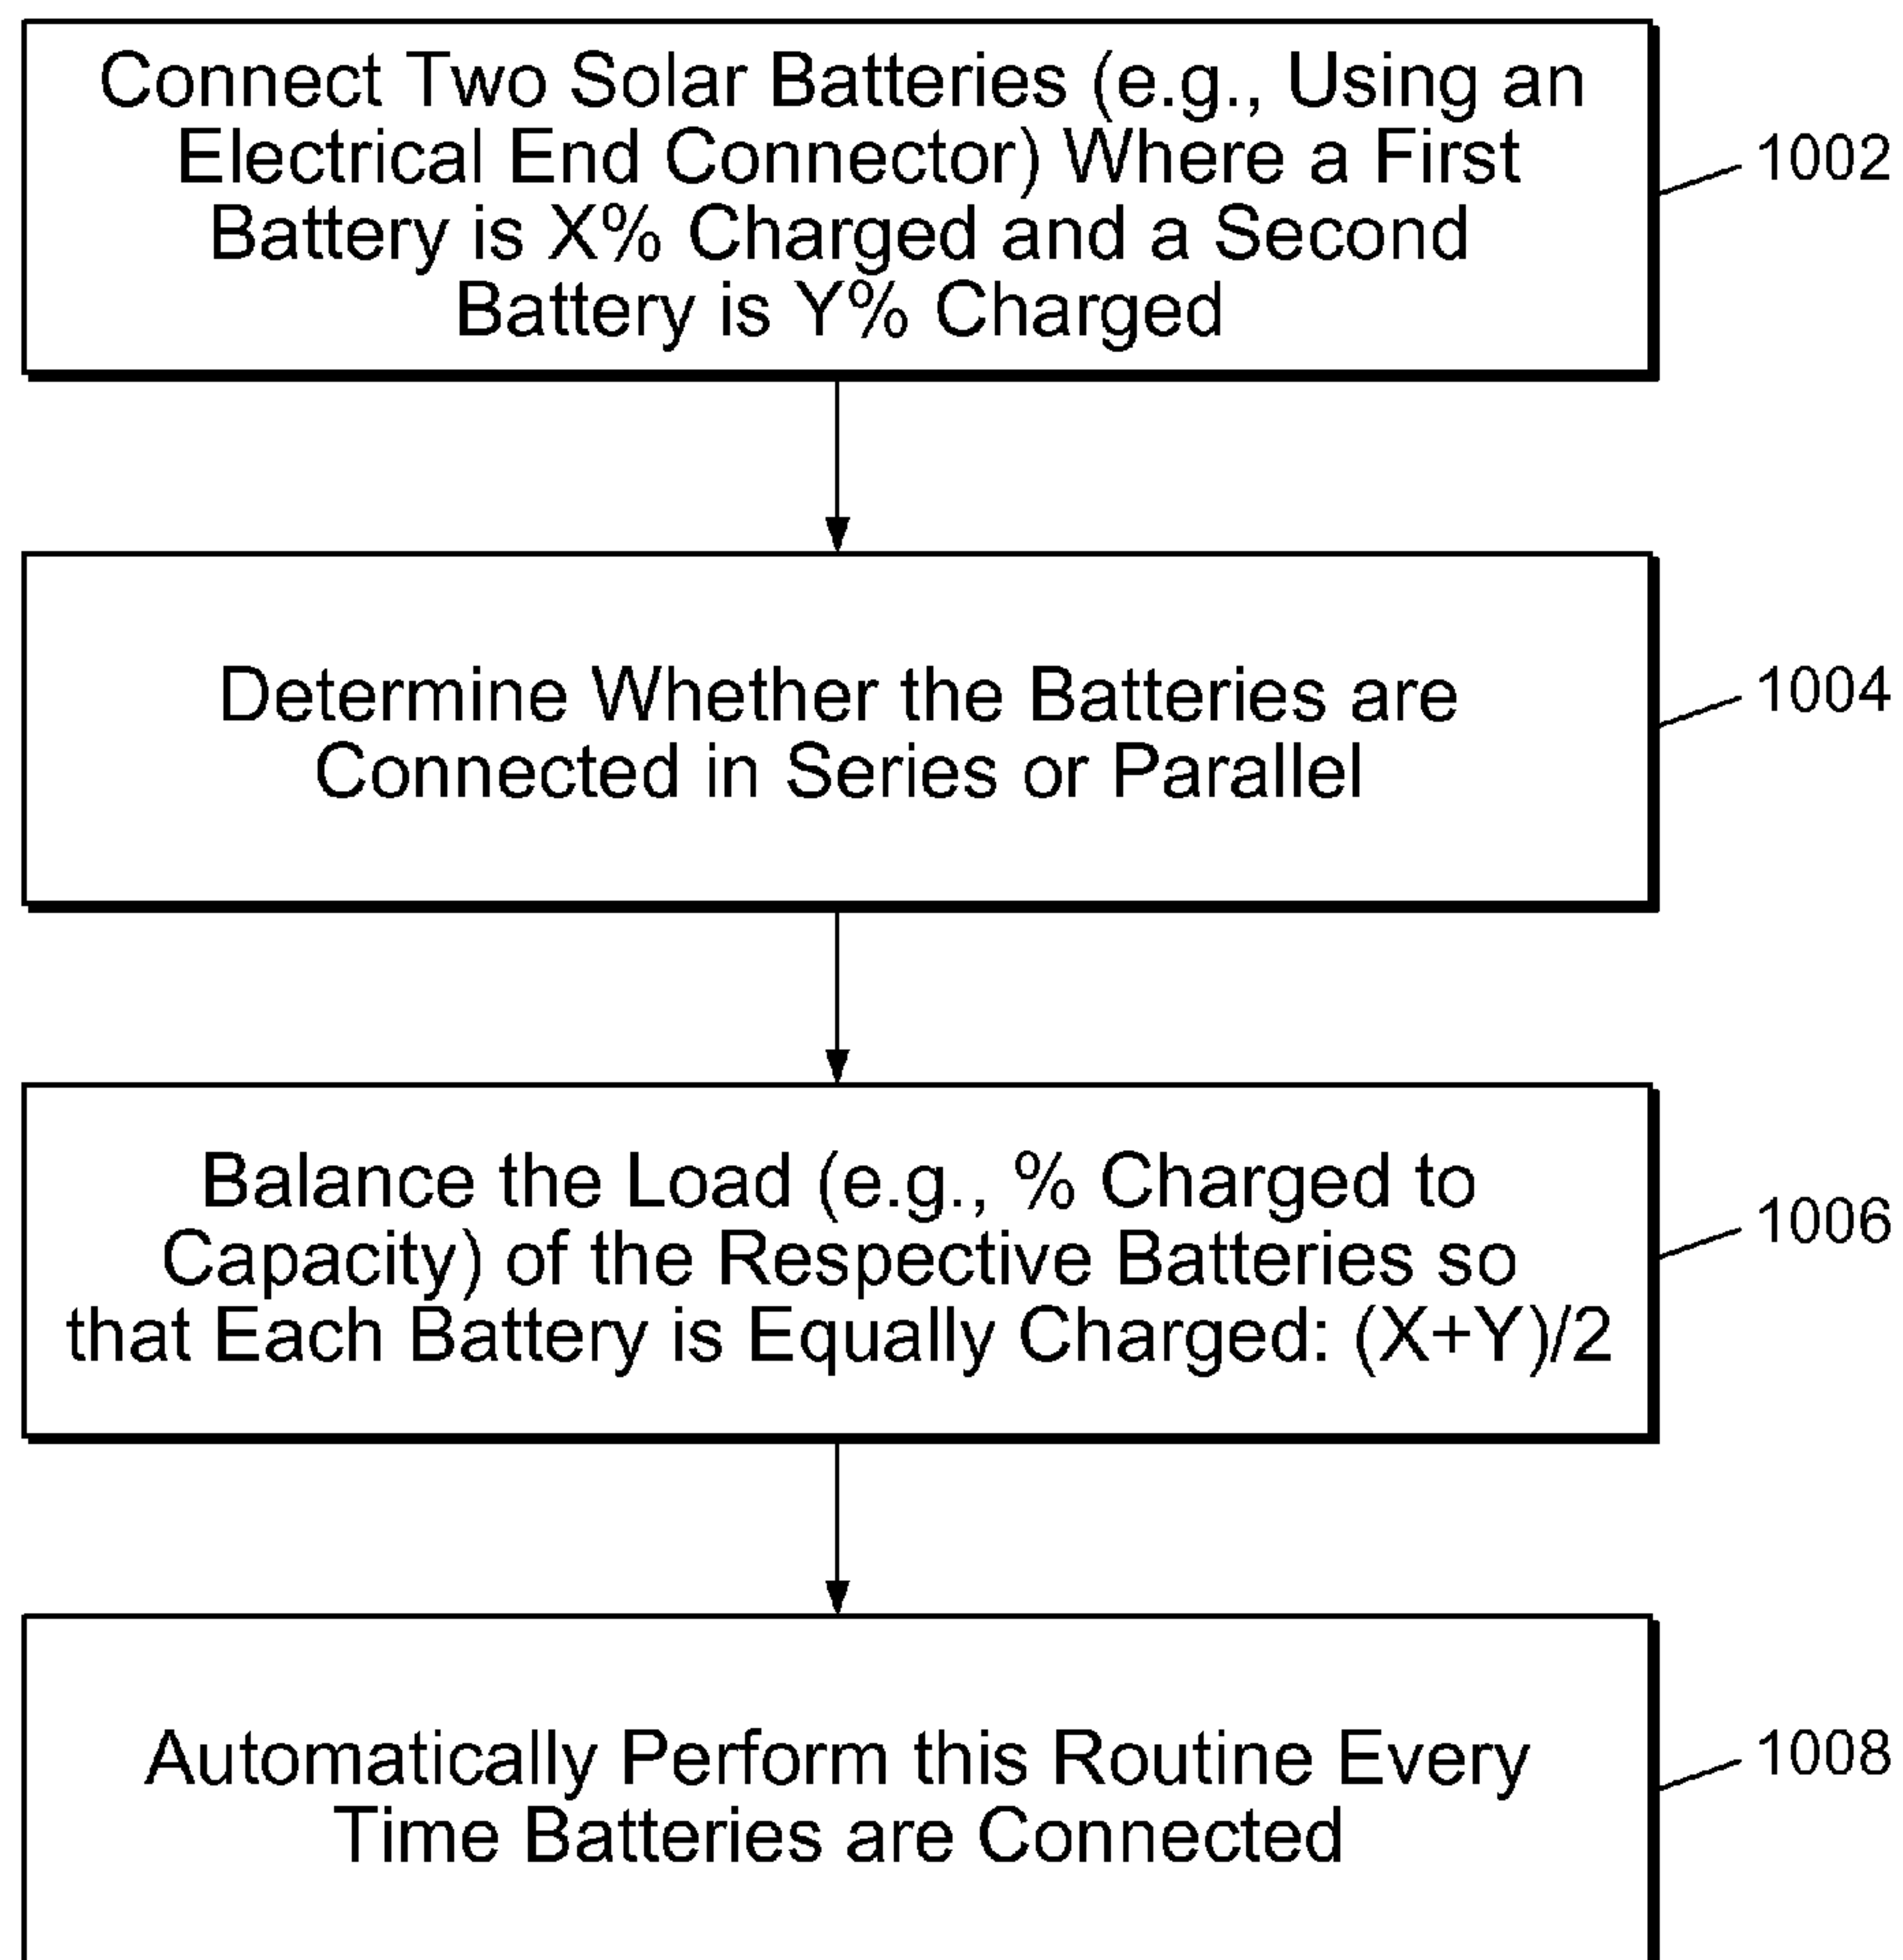 Connect Two Solar Batteries (e.g., Using an
Electrical End Connector) Where a First
Battery is X% Charged and a Second
Battery is Y% Charged
1002
Determine Whether the Batteries are
Connected in Series or Parallel
1004
Balance the Load (e.g., % Charged to
Capacity) of the Respective Batteries so
that Each Battery is Equally Charged: (X+Y)/2
1006
Automatically Perform this Routine Every
Time Batteries are Connected
1008